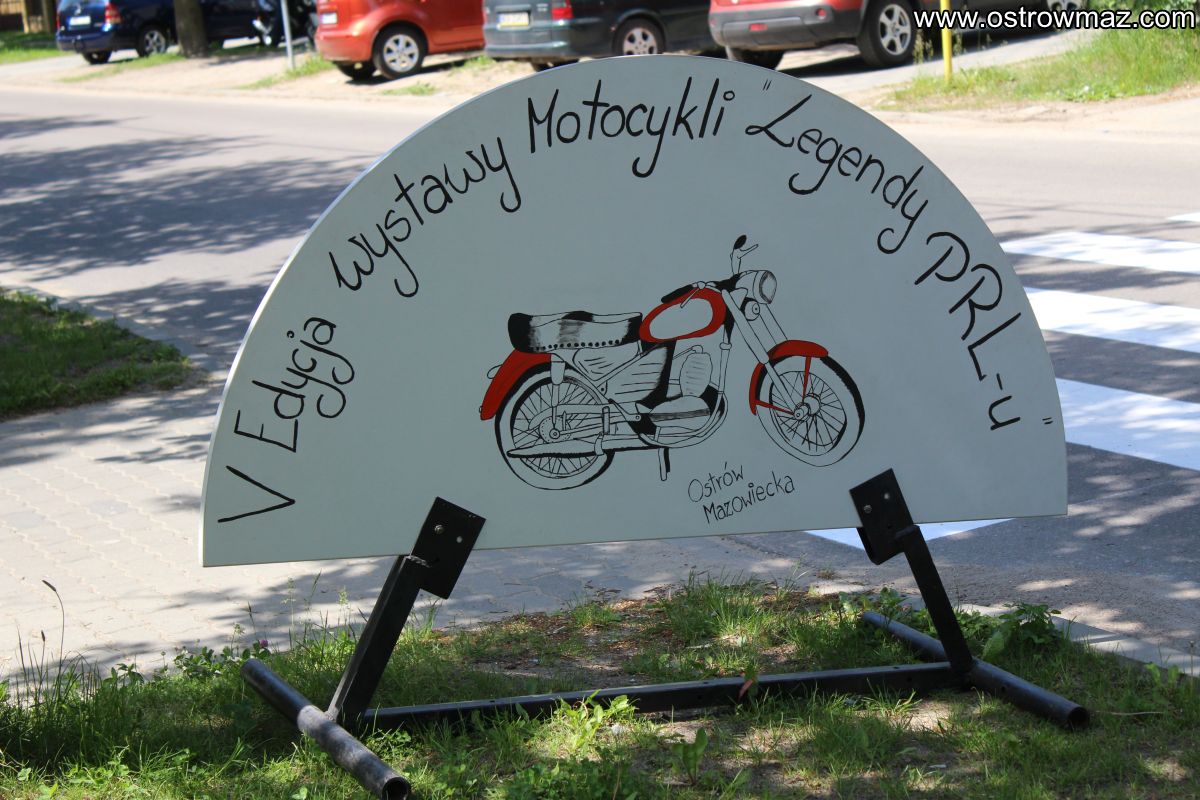 www.ostrowmaz.com
V Edycja Wystawy Motocykli "Legendy PRL-u"
Ostrów
Mazowiecka